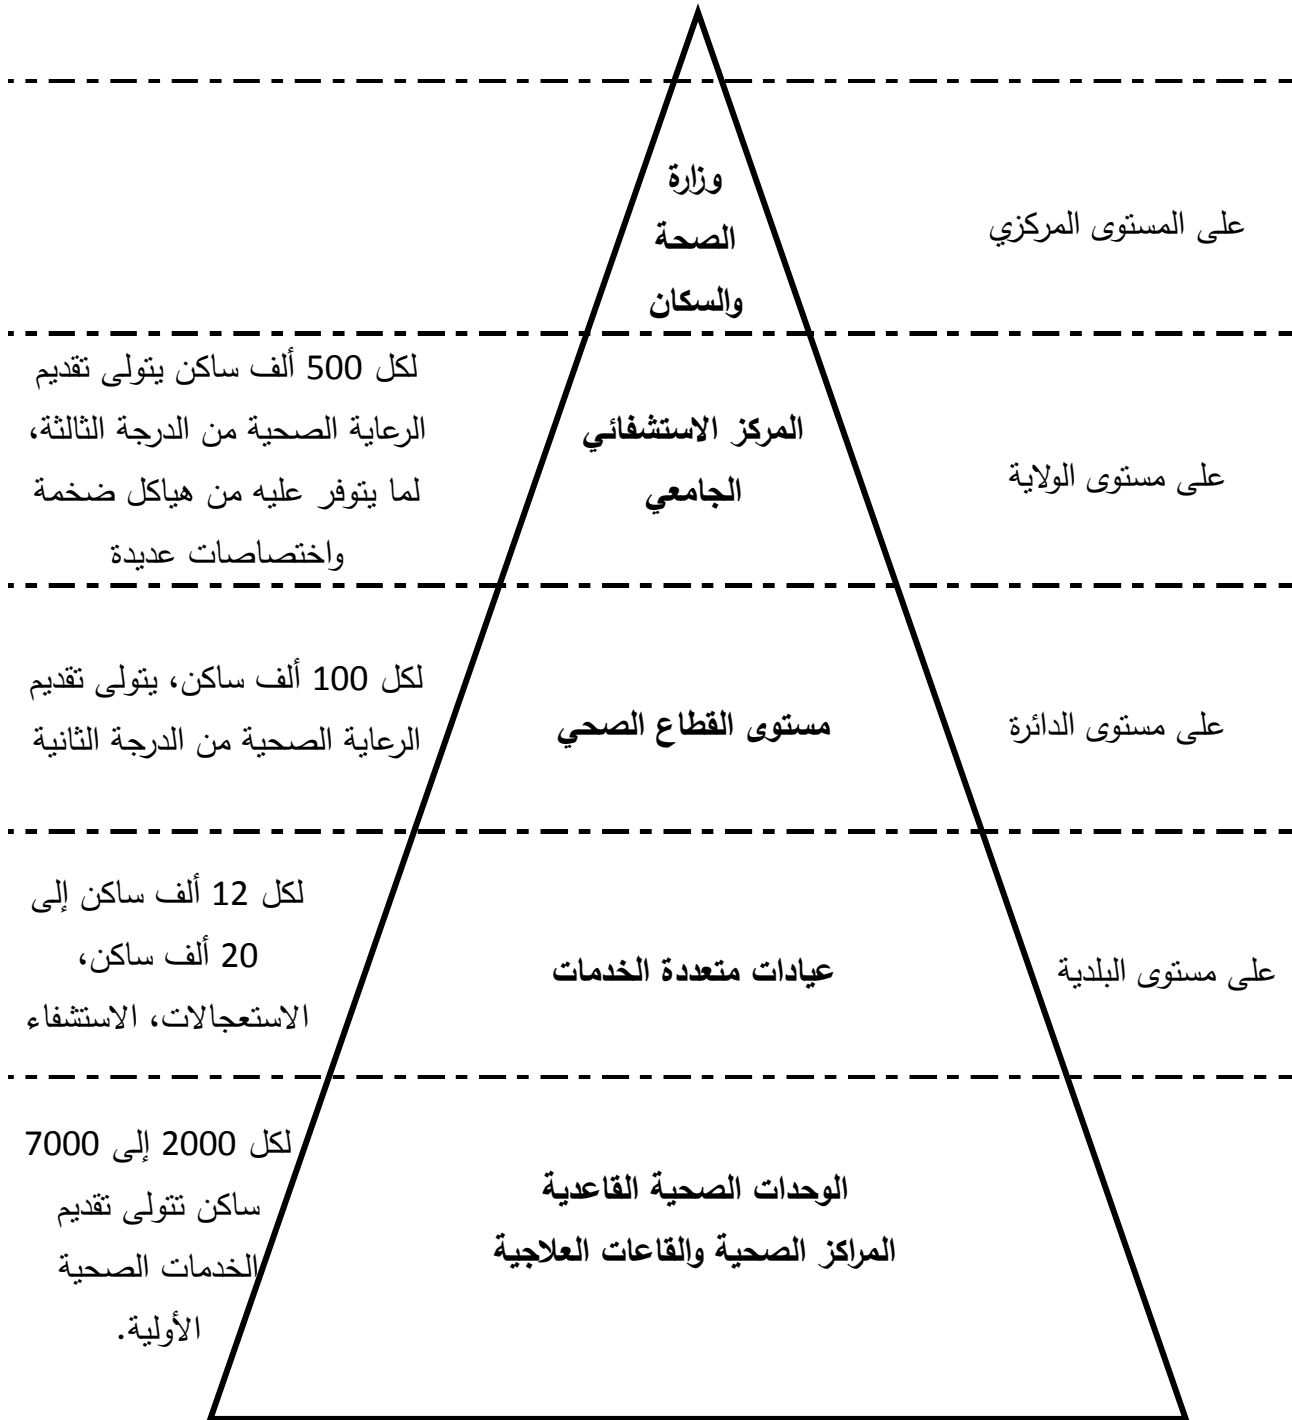 وزارة
الصحة
والسكان
على المستوى المركزي
المركز الاستشفائي
الجامعي
على مستوى الولاية
لكل 500 ألف ساكن يتولى تقديم
الرعاية الصحية من الدرجة الثالثة،
لما يتوفر عليه من هياكل ضخمة
واختصاصات عديدة
على مستوى الدائرة
مستوى القطاع الصحي
لكل 100 ألف ساكن، يتولى تقديم
الرعاية الصحية من الدرجة الثانية
على مستوى البلدية
عيادات متعددة الخدمات
لكل 12 ألف ساكن إلى
20 ألف ساكن،
الاستعجالات، الاستشفاء
الوحدات الصحية القاعدية
المراكز الصحية والقاعات العلاجية
لكل 2000 إلى 7000
ساكن تتولى تقديم
الخدمات الصحية
الأولية.